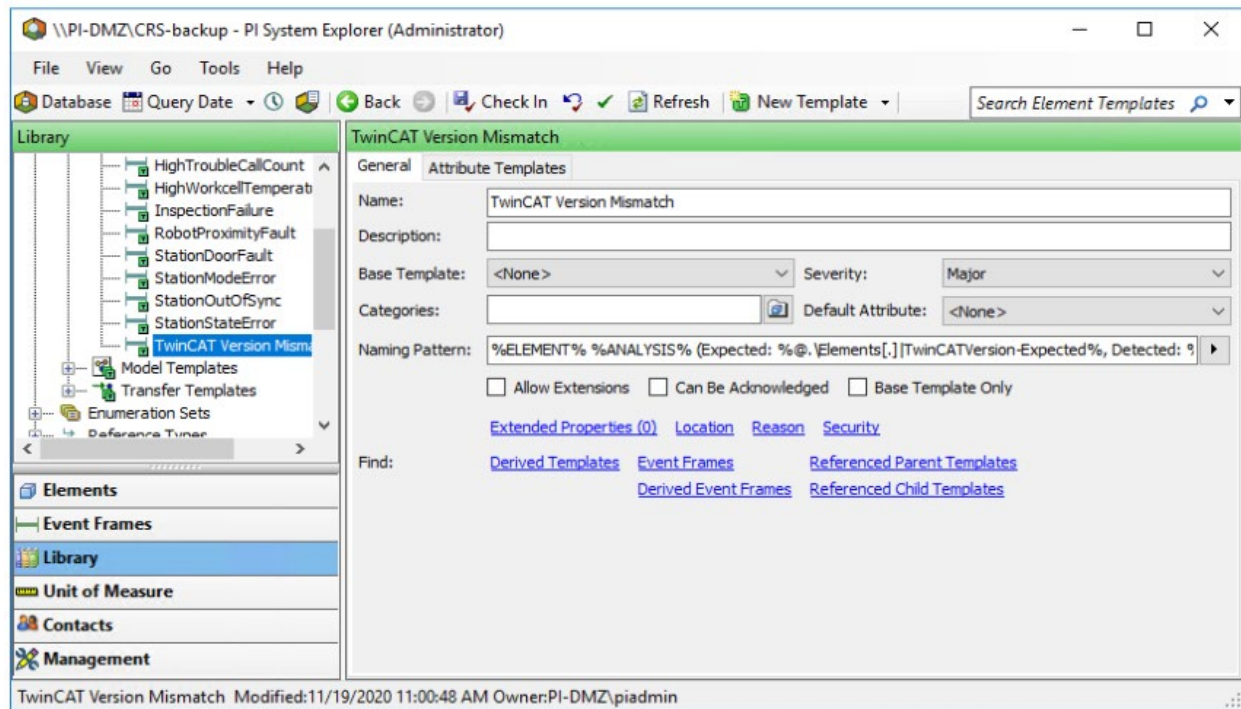 \\PI-DMZ\CRS-backup - PI System Explorer (Administrator)
File View Go Tools Help
Database Query Date Back Check In Refresh New Template Search Element Templates
Library
HighTroubleCallCount
HighWorkcellTemperat
InspectionFailure
RobotProximityFault
StationDoorFault
StationModeError
StationOutOfSync
StationStateError
TwinCAT Version Misma
Model Templates
Transfer Templates
Enumeration Sets
Reference Types
Elements
Event Frames
Library
Unit of Measure
Contacts
Management
TwinCAT Version Mismatch
General Attribute Templates
Name: TwinCAT Version Mismatch
Description:
Base Template: <None> Severity: Major
Categories: Default Attribute: <None>
Naming Pattern: %ELEMENT% %ANALYSIS% (Expected: %@.\Elements[.]|TwinCATVersion-Expected%, Detected: %
Allow Extensions Can Be Acknowledged Base Template Only
Extended Properties (0) Location Reason Security
Find: Derived Templates Event Frames Referenced Parent Templates
Derived Event Frames Referenced Child Templates
TwinCAT Version Mismatch Modified:11/19/2020 11:00:48 AM Owner:PI-DMZ\piadmin